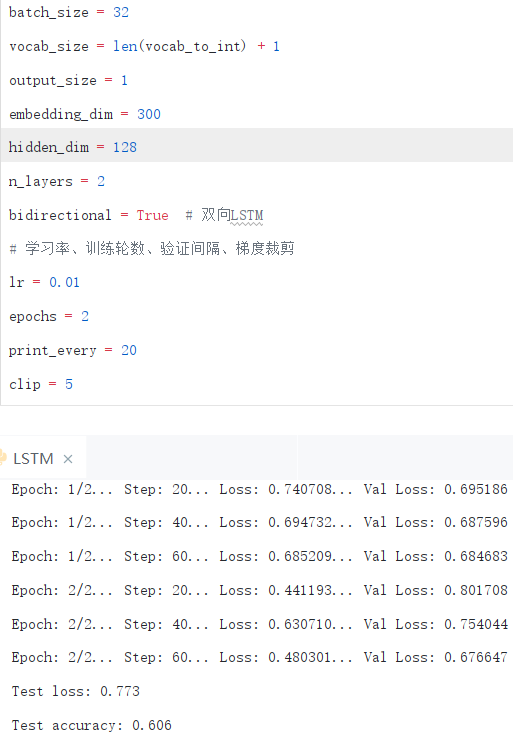 batch_size = 32
vocab_size = len(vocab_to_int) + 1
output_size = 1
embedding_dim = 300
hidden_dim = 128
n_layers = 2
bidirectional = True  # 双向LSTM
# 学习率、训练轮数、验证间隔、梯度裁剪
lr = 0.01
epochs = 2
print_every = 20
clip = 5
LSTM ×
Epoch: 1/2... Step: 20... Loss: 0.740708... Val Loss: 0.695186
Epoch: 1/2... Step: 40... Loss: 0.694732... Val Loss: 0.687596
Epoch: 1/2... Step: 60... Loss: 0.685209... Val Loss: 0.684683
Epoch: 2/2... Step: 20... Loss: 0.441193... Val Loss: 0.801708
Epoch: 2/2... Step: 40... Loss: 0.630710... Val Loss: 0.754044
Epoch: 2/2... Step: 60... Loss: 0.480301... Val Loss: 0.676647
Test loss: 0.773
Test accuracy: 0.606